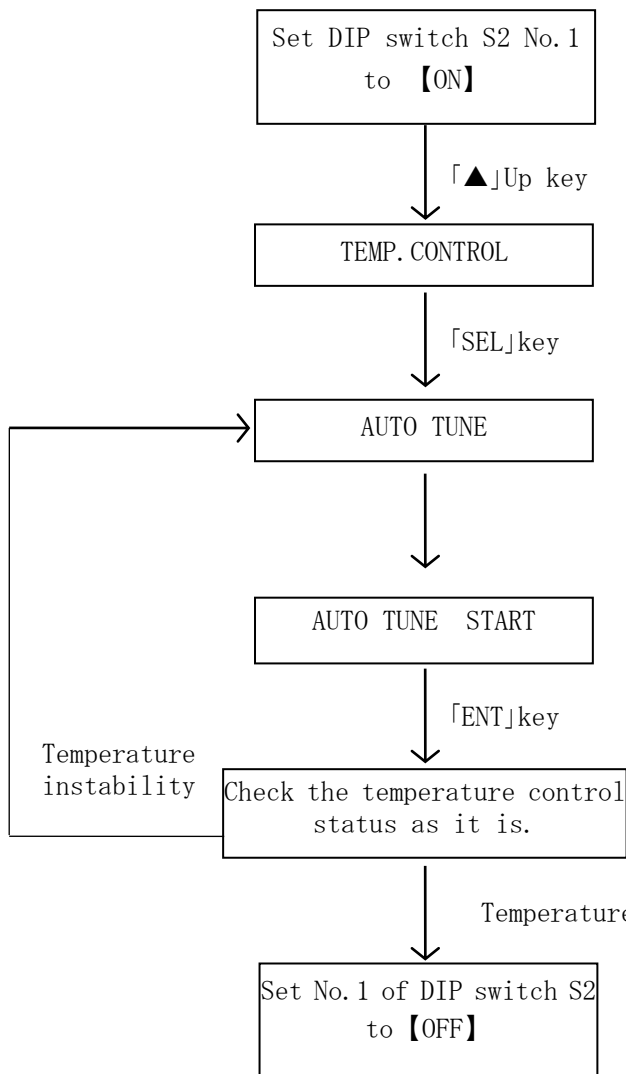 Set DIP switch S2 No.1
to 【ON】
「▲」Up key
TEMP.CONTROL
「SEL」key
AUTO TUNE
AUTO TUNE  START
「ENT」key
Temperature
instability
Check the temperature control
status as it is.
Temperature
Set No.1 of DIP switch S2
to【OFF】